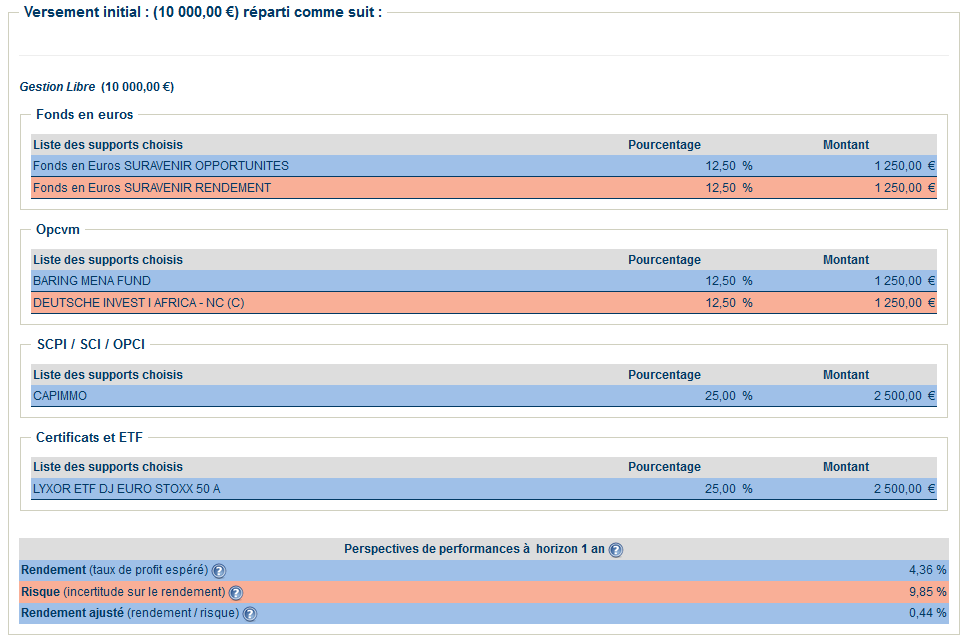 Versement initial : (10 000,00 €) réparti comme suit :
Gestion Libre (10 000,00 €)
Fonds en euros
Liste des supports choisis Pourcentage Montant
Fonds en Euros SURAVENIR OPPORTUNITES 12,50 % 1 250,00 €
Fonds en Euros SURAVENIR RENDEMENT 12,50 % 1 250,00 €
Opcvm
Liste des supports choisis Pourcentage Montant
BARING MENA FUND 12,50 % 1 250,00 €
DEUTSCHE INVEST I AFRICA - NC (C) 12,50 % 1 250,00 €
SCPI / SCI / OPCI
Liste des supports choisis Pourcentage Montant
CAPIMMO 25,00 % 2 500,00 €
Certificats et ETF
Liste des supports choisis Pourcentage Montant
LYXOR ETF DJ EURO STOXX 50 A 25,00 % 2 500,00 €
Perspectives de performances à horizon 1 an ?
Rendement (taux de profit espéré) ? 4,36 %
Risque (incertitude sur le rendement) ? 9,85 %
Rendement ajusté (rendement / risque) ? 0,44 %